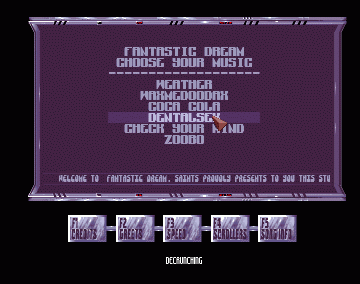 FANTASTIC DREAM
CHOOSE YOUR MUSIC
--------------------
WEATHER
WAXWEDOODAX
COCA COLA
DENTALSEX
CHECK YOUR MIND
ZOOBO
WELCOME TO FANTASTIC DREAM. SAINTS PROUDLY PRESENTS TO YOU THIS STU
F1 CREDITS
F2 GREETS
F3 SPEED
F4 SCROLLERS
F5 SONGINFO
DECRUNCHING